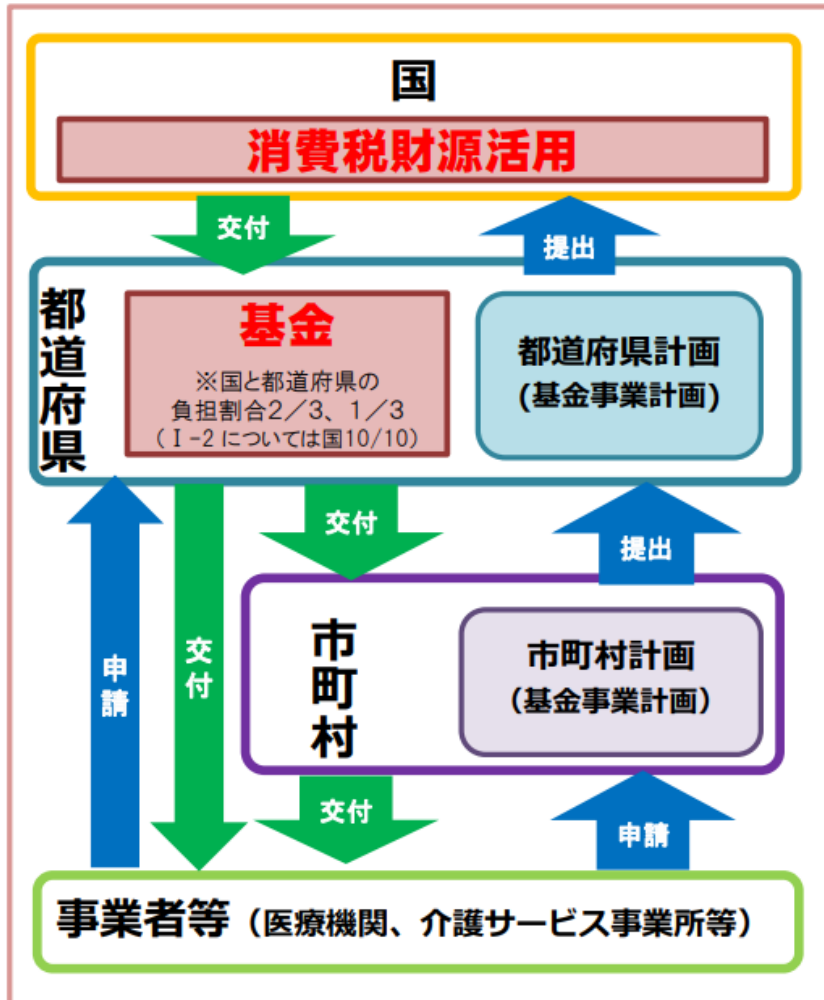 国
消費税財源活用
交付
提出
都道府県
基金
※国と都道府県の
負担割合2／3、1／3
(Ⅰ-2については国10/10)
都道府県計画
(基金事業計画)
交付
提出
申請
交付
市町村
市町村計画
(基金事業計画)
交付
申請
事業者等（医療機関、介護サービス事業所等）